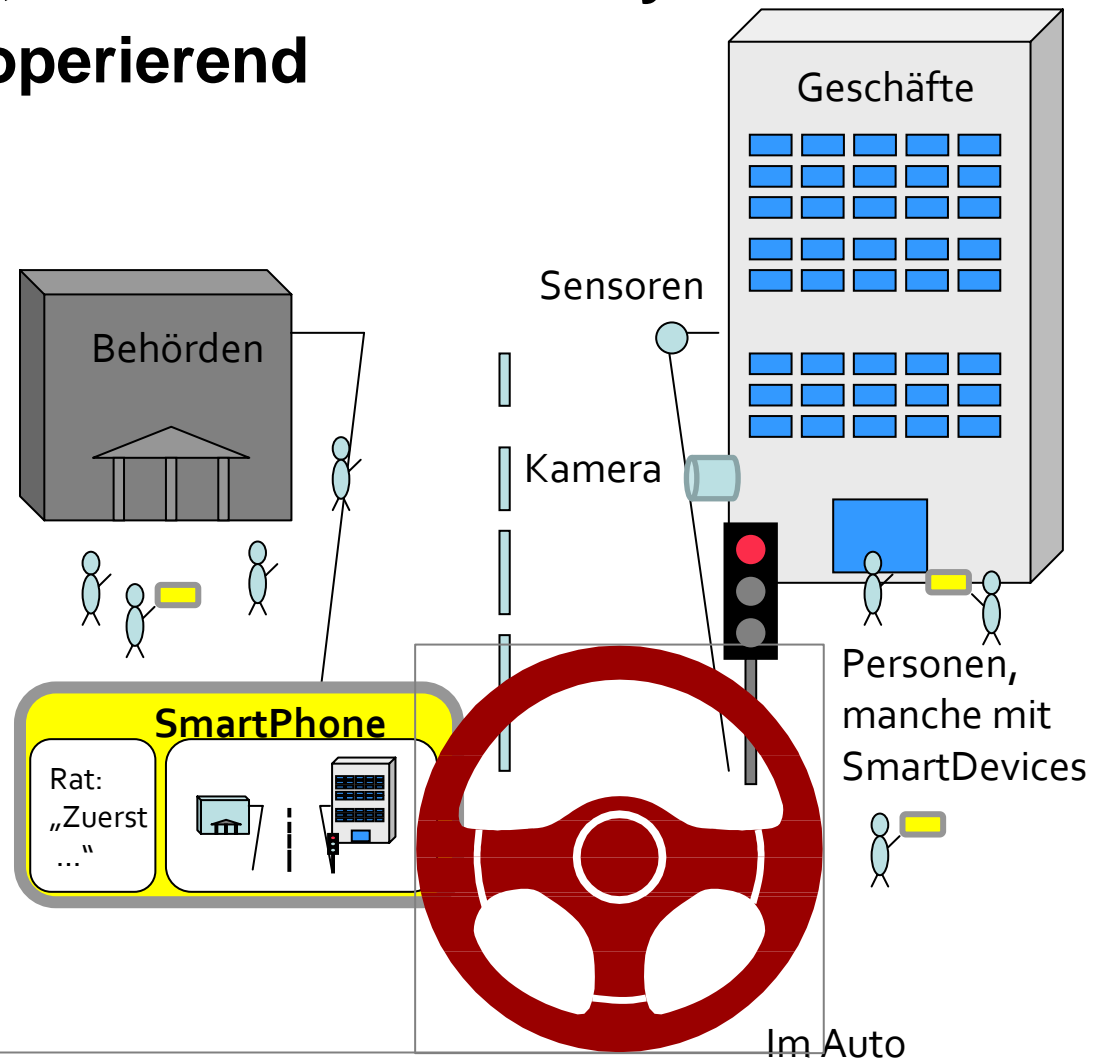 operierend
Geschäfte
Sensoren
Behörden
Kamera
Personen,
manche mit
SmartDevices
SmartPhone
Rat:
„Zuerst
...“
Im Auto